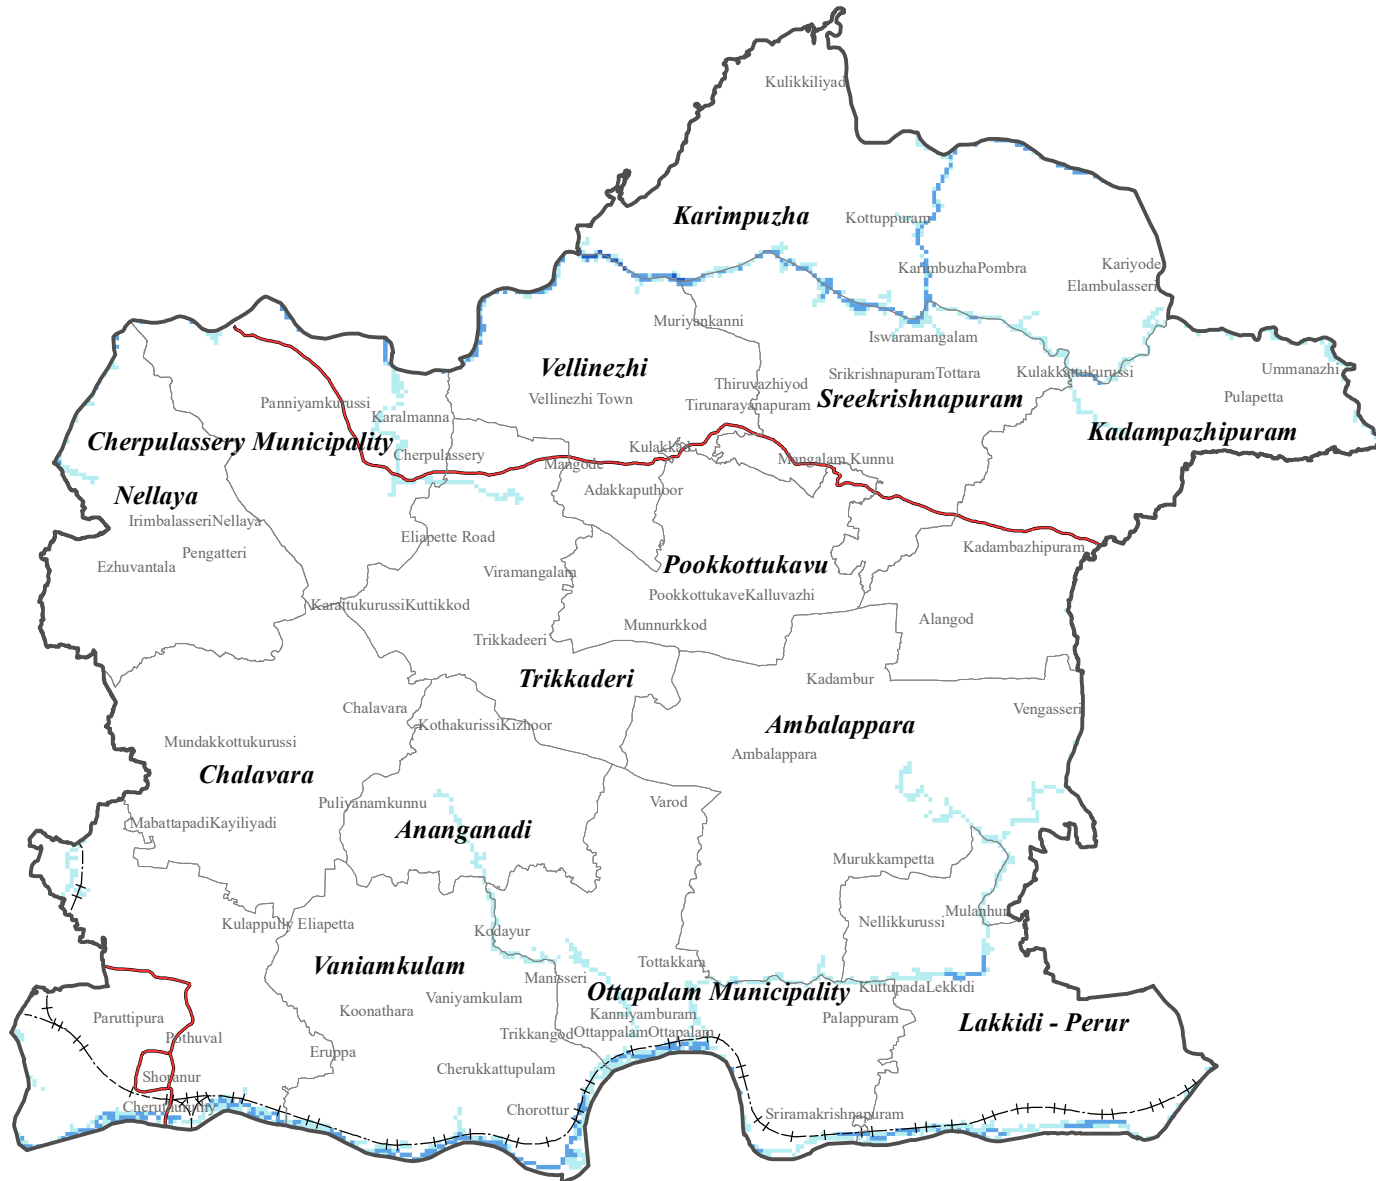 Kulikkiliyad
Karimpuzha
Kottuppuram
KarimbuzhaPombra
Kariyode
Elambulasseri
Muriyankanni
Iswaramangalam
Vellinezhi
SrikrishnapuramTottara
Kulakkattukurussi
Ummanazhi
Thiruvazhiyod
Vellinezhi Town
Tirunarayanapuram
Sreekrishnapuram
Pulapetta
Panniyamkurussi
Karalmanna
Cherpulassery Municipality
Kadampazhipuram
Cherpulassery
Mangode
Mangalam Kunnu
Adakkaputhoor
Nellaya
IrimbalasseriNellaya
Eliapette Road
Kadambazhipuram
Pengatteri
Ezhuvantala
Viramangalam
Pookkottukavu
PookkottukaveKalluvazhi
KarattukurussiKuttikkod
Munnurkkod
Alangod
Trikkadeeri
Trikkaderi
Kadambur
Chalavara
Vengasseri
KothakurissiKizhoor
Ambalappara
Mundakkottukurussi
Ambalappara
Chalavara
Puliyanamkunnu
Varod
MabattapadiKayiliyadi
Ananganadi
Murukkampetta
Mulanhur
Kulappully Eliapetta
Nellikkurussi
Kodayur
Vaniamkulam
Tottakkara
Manisseri
Ottapalam Municipality
KuttupadaLekkidi
Vaniyamkulam
Koonathara
Kanniyamburam
Paruttipura
Palappuram
Lakkidi - Perur
Pothuval
Trikkangod
OttappalamOttapalam
Eruppa
Cherukkattupulam
Shoranur
Cheruthuruthy
Chorottur
Sriramakrishnapuram